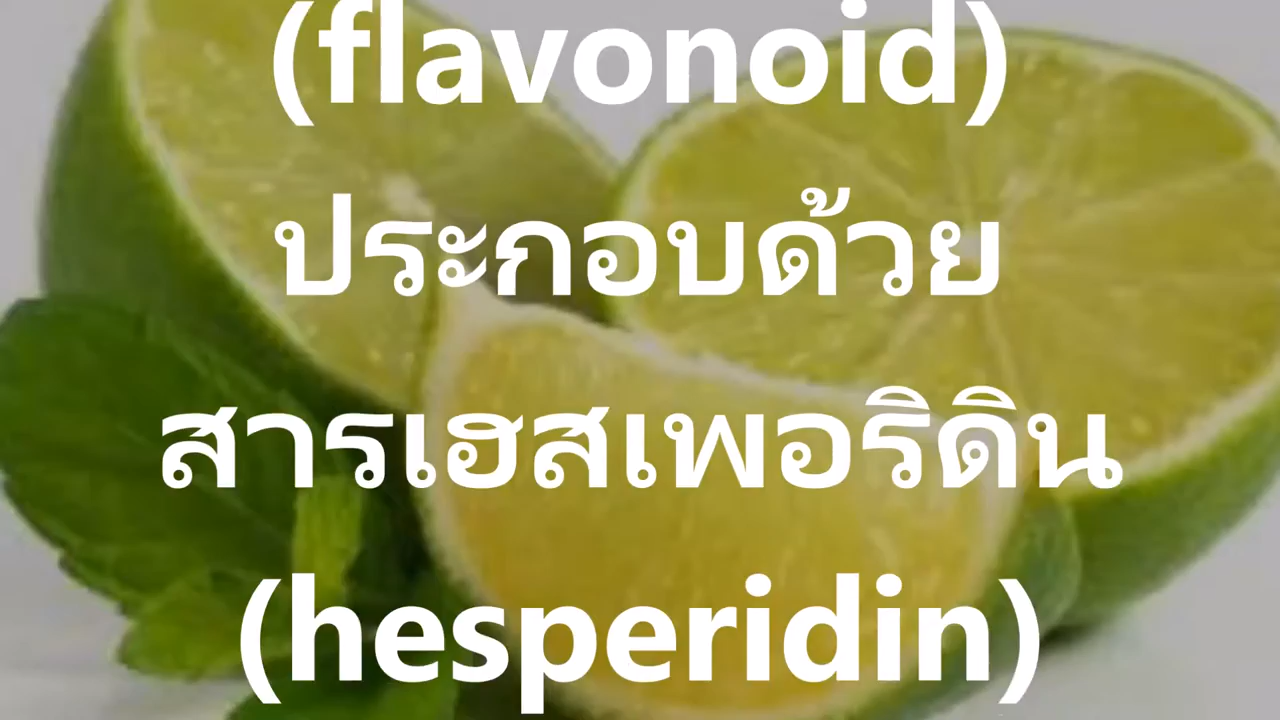 (flavonoid)
ประกอบด้วย
สารเฮสเพอริดิน
(hesperidin)